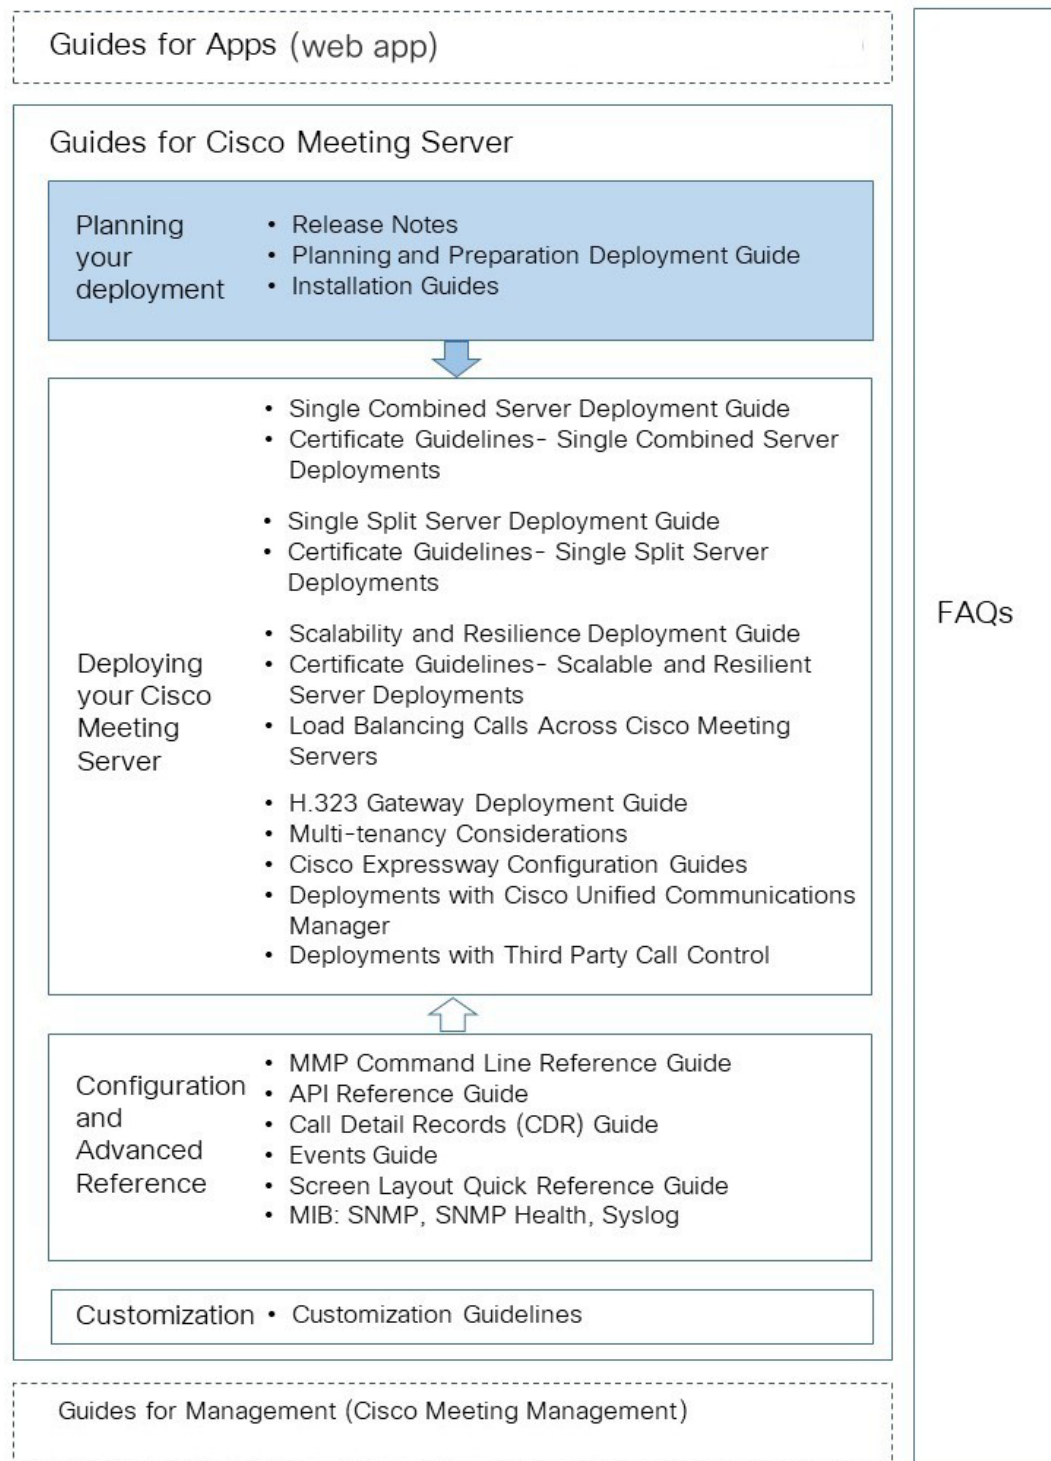 Guides for Apps (web app)
Guides for Cisco Meeting Server
Planning
your
deployment
• Release Notes
• Planning and Preparation Deployment Guide
• Installation Guides
Deploying
your Cisco
Meeting
Server
• Single Combined Server Deployment Guide
• Certificate Guidelines- Single Combined Server
Deployments
• Single Split Server Deployment Guide
• Certificate Guidelines- Single Split Server
Deployments
• Scalability and Resilience Deployment Guide
• Certificate Guidelines- Scalable and Resilient
Server Deployments
• Load Balancing Calls Across Cisco Meeting
Servers
• H.323 Gateway Deployment Guide
• Multi-tenancy Considerations
• Cisco Expressway Configuration Guides
• Deployments with Cisco Unified Communications
Manager
• Deployments with Third Party Call Control
Configuration
and
Advanced
Reference
• MMP Command Line Reference Guide
• API Reference Guide
• Call Detail Records (CDR) Guide
• Events Guide
• Screen Layout Quick Reference Guide
• MIB: SNMP, SNMP Health, Syslog
Customization
• Customization Guidelines
Guides for Management (Cisco Meeting Management)
FAQs